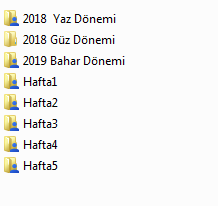 2018  Yaz Dönemi
2018 Güz Dönemi
2019 Bahar Dönemi
Hafta1
Hafta2
Hafta3
Hafta4
Hafta5